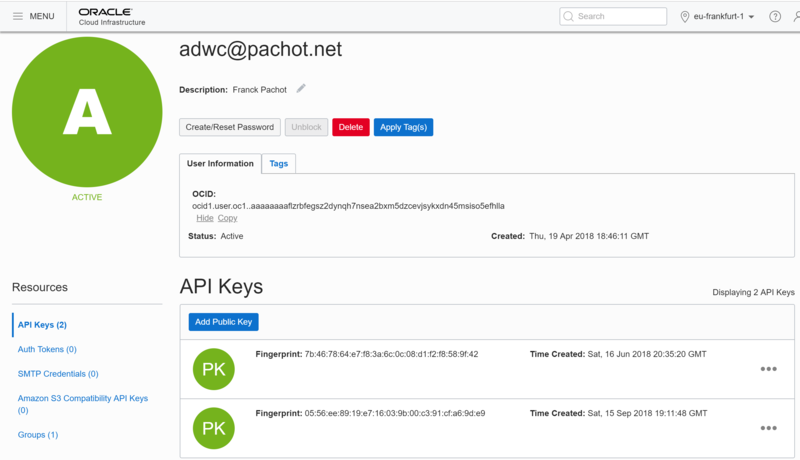 MENU
ORACLE
Cloud Infrastructure
Search
eu-frankfurt-1
?
A
ACTIVE
adwc@pachot.net
Description: Franck Pachot
Create/Reset Password Unblock Delete Apply Tag(s)
User Information Tags
OCID:
ocid1.user.oc1..aaaaaaaaflzrbfegsz2dynqh7nsea2bxm5dzcevjsykxdn45msiso5efhlla
Hide Copy
Status: Active Created: Thu, 19 Apr 2018 18:46:11 GMT
Resources
API Keys (2)
Auth Tokens (0)
SMTP Credentials (0)
Amazon S3 Compatibility API Keys
(0)
Groups (1)
API Keys
Displaying 2 API Keys
Add Public Key
PK Fingerprint: 7b:46:78:64:e7:f8:3a:6c:0c:08:d1:f2:f8:58:9f:42 Time Created: Sat, 16 Jun 2018 20:35:20 GMT
PK Fingerprint: 05:56:ee:89:19:e7:16:03:9b:00:c3:91:cf:a6:9d:e9 Time Created: Sat, 15 Sep 2018 19:11:48 GMT